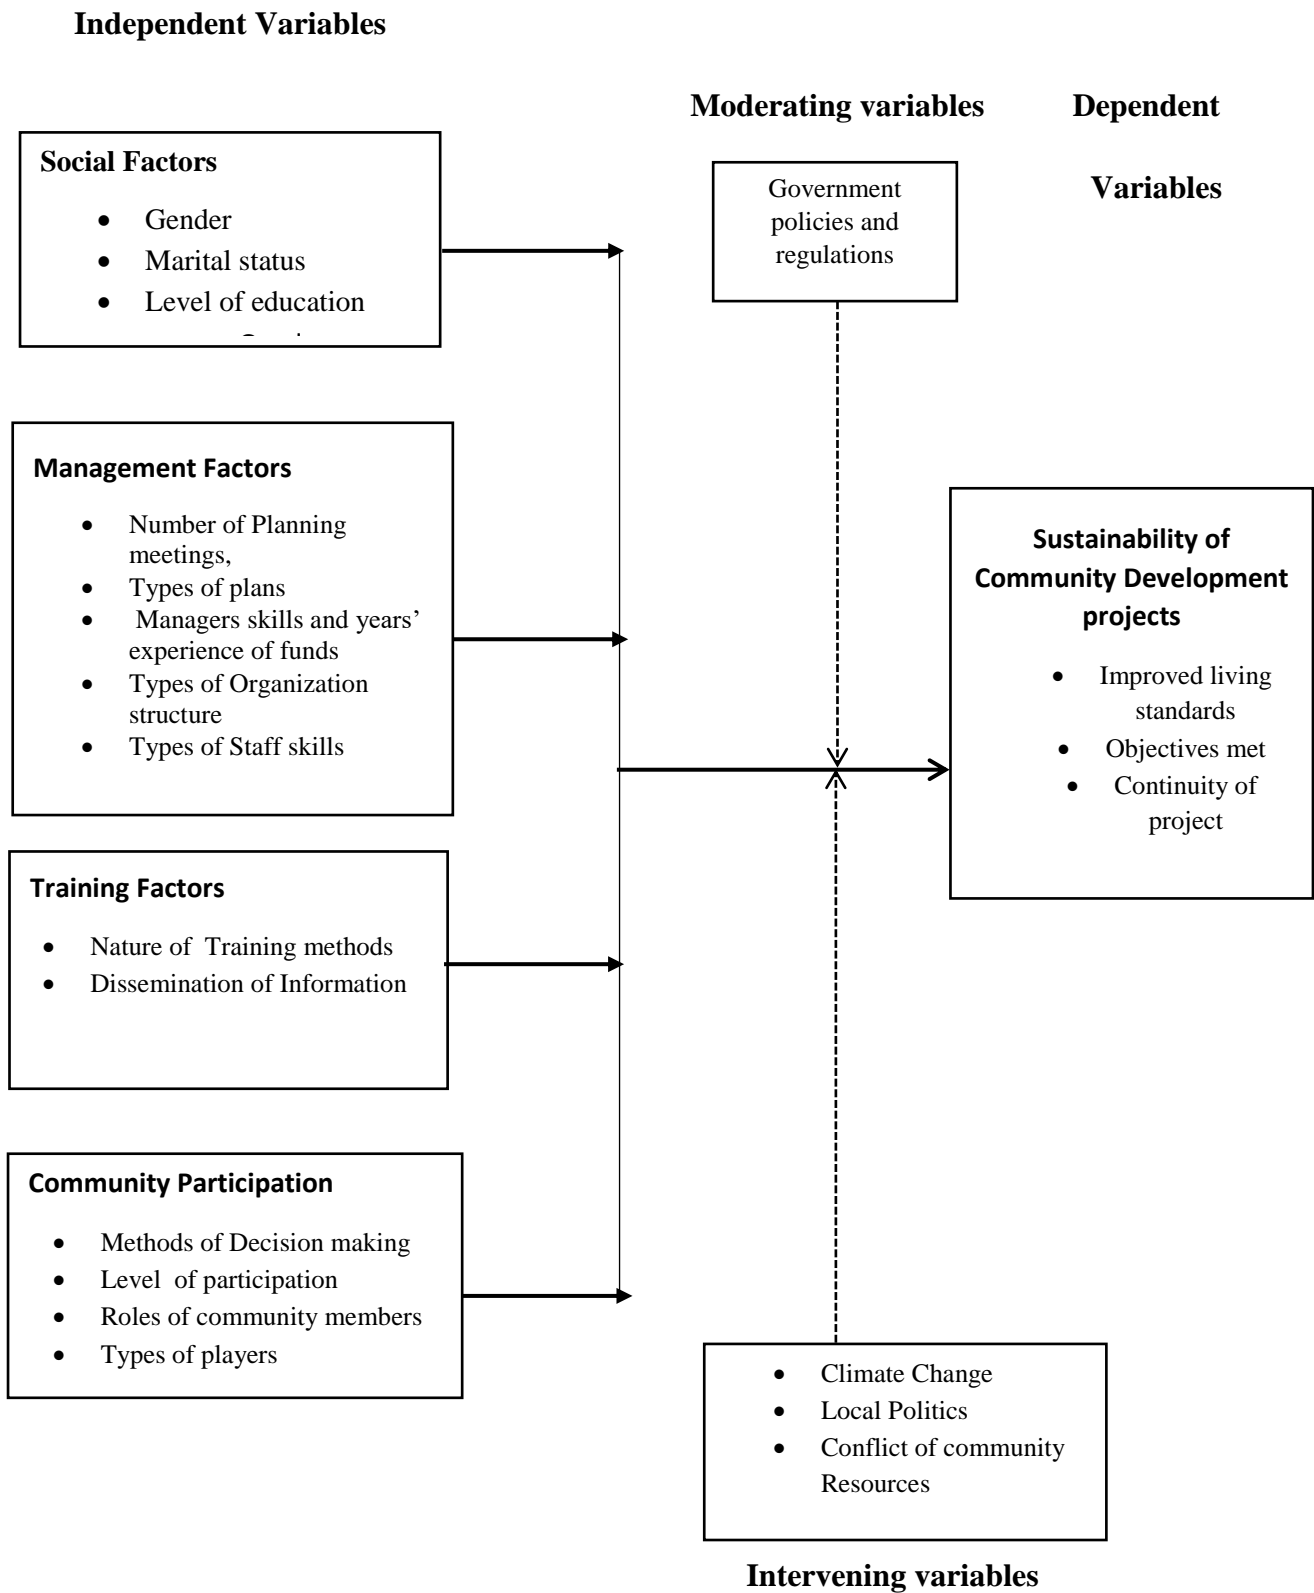 Independent Variables
Moderating variables
Dependent
Variables
Social Factors
• Gender
• Marital status
• Level of education
Government
policies and
regulations
Management Factors
• Number of Planning
meetings,
• Types of plans
• Managers skills and years’
experience of funds
• Types of Organization
structure
• Types of Staff skills
Sustainability of
Community Development
projects
• Improved living
standards
• Objectives met
• Continuity of
project
Training Factors
• Nature of Training methods
• Dissemination of Information
Community Participation
• Methods of Decision making
• Level of participation
• Roles of community members
• Types of players
• Climate Change
• Local Politics
• Conflict of community
Resources
Intervening variables